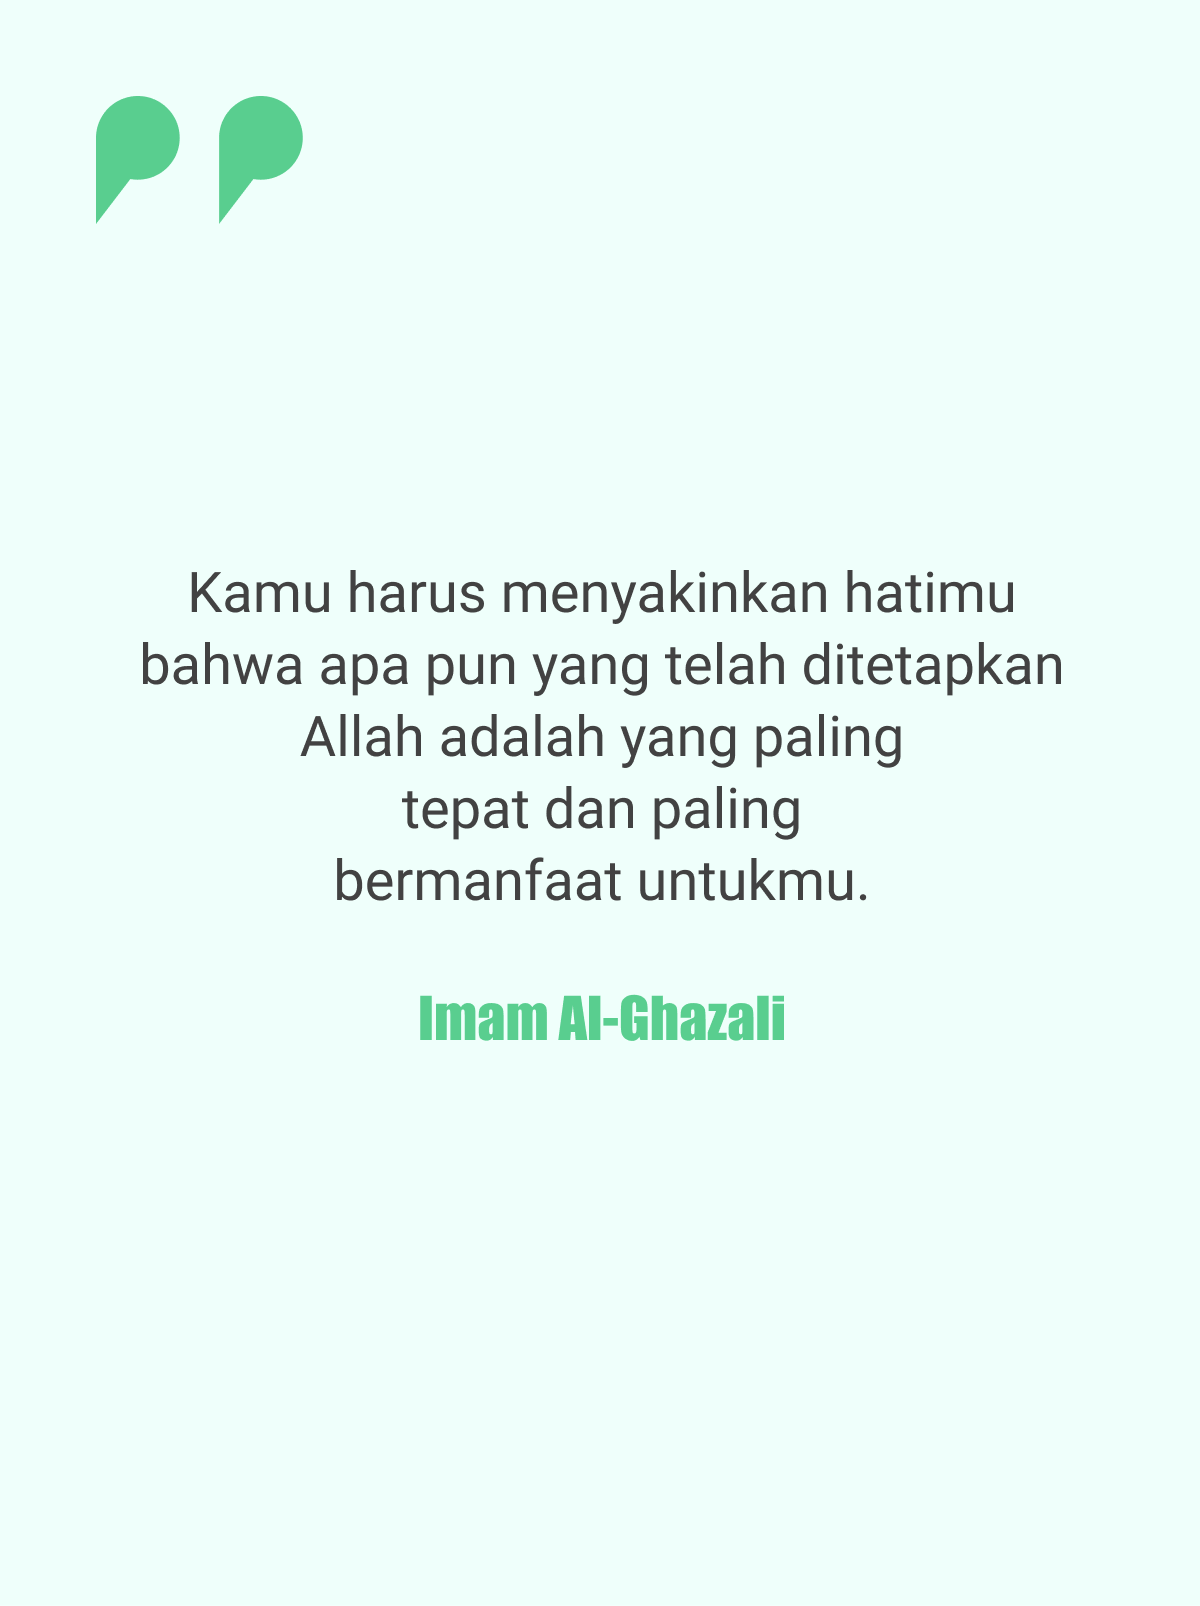 Kamu harus menyakinkan hatimu
bahwa apa pun yang telah ditetapkan
Allah adalah yang paling
tepat dan paling
bermanfaat untukmu.
Imam Al-Ghazali